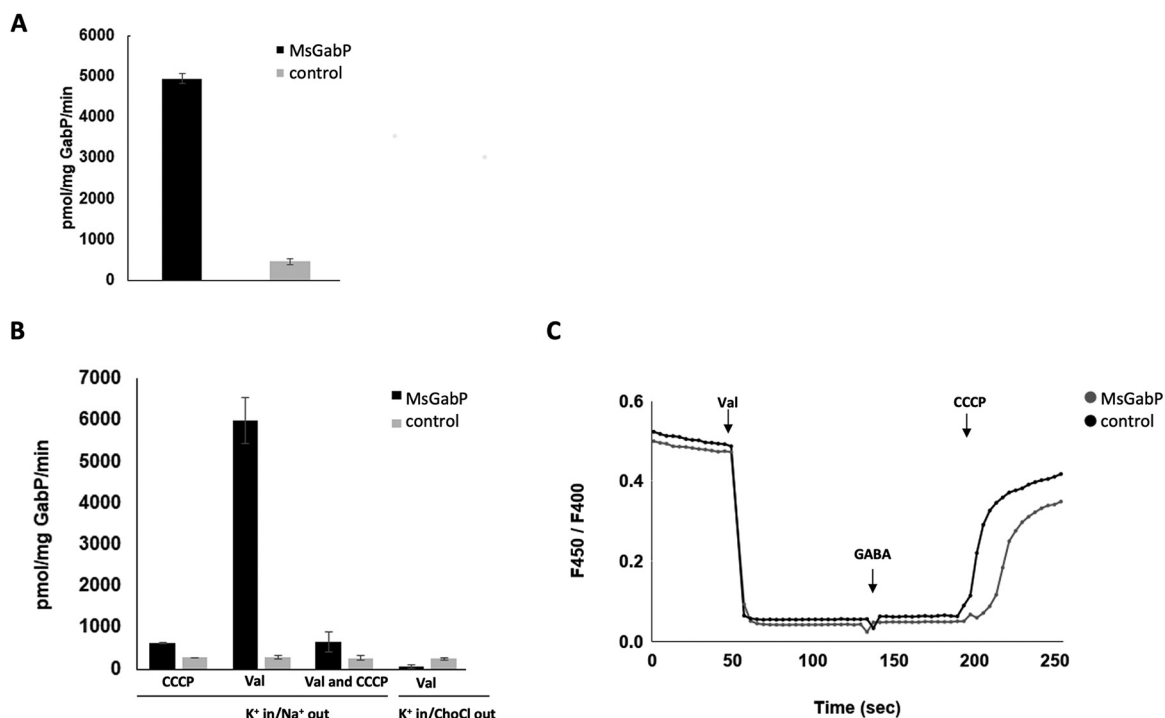 A
6000
5000
4000
3000
2000
1000
0
pmol/mg GabP/min
MsGabP
control
B
7000
6000
5000
4000
3000
2000
1000
0
pmol/mg GabP/min
MsGabP
control
CCCP Val Val and CCCP Val
K⁺ in/Na⁺ out K⁺ in/ChoCl out
C
0.6
0.4
0.2
0.0
F450 / F400
Val
GABA
CCCP
MsGabP
control
0 50 100 150 200 250
Time (sec)